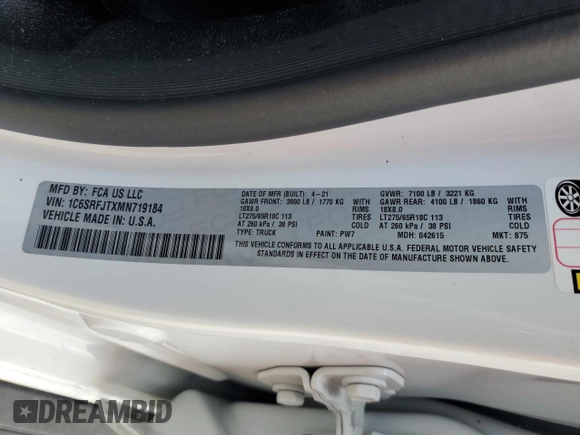 MFD BY: FCA US LLC
VIN: 1C6SRFJTXMN719184
VEHICLE MADE IN: U.S.A.
DATE OF MFR (BUILT): 4-21
GAWR FRONT: 3900 LB / 1770 KG WITH
18X8.0 RIMS
LT275/65R18C 113 TIRES
AT 260 kPa / 38 PSI COLD
TYPE: TRUCK PAINT: PW7
GVWR: 7100 LB / 3221 KG
GAWR REAR: 4100 LB / 1860 KG WITH
18X8.0 RIMS
LT275/65R18C 113 TIRES
AT 260 kPa / 38 PSI COLD
MDH: 042615 MKT: 875
THIS VEHICLE CONFORMS TO ALL APPLICABLE U.S.A. FEDERAL MOTOR VEHICLE SAFETY
STANDARDS IN EFFECT ON THE DATE OF MANUFACTURE SHOWN ABOVE.
DREAMBID